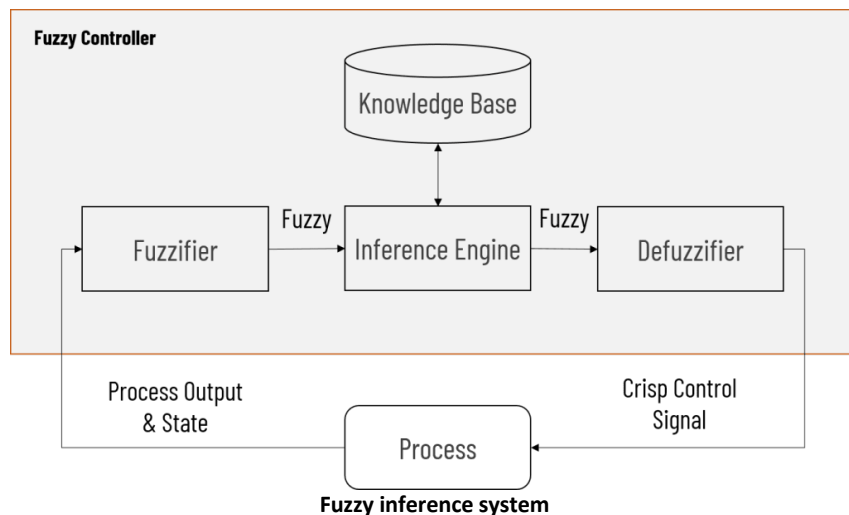 Fuzzy Controller
Knowledge Base
Fuzzy
Fuzzy
Fuzzifier
Inference Engine
Defuzzifier
Process Output
& State
Crisp Control
Signal
Process
Fuzzy inference system